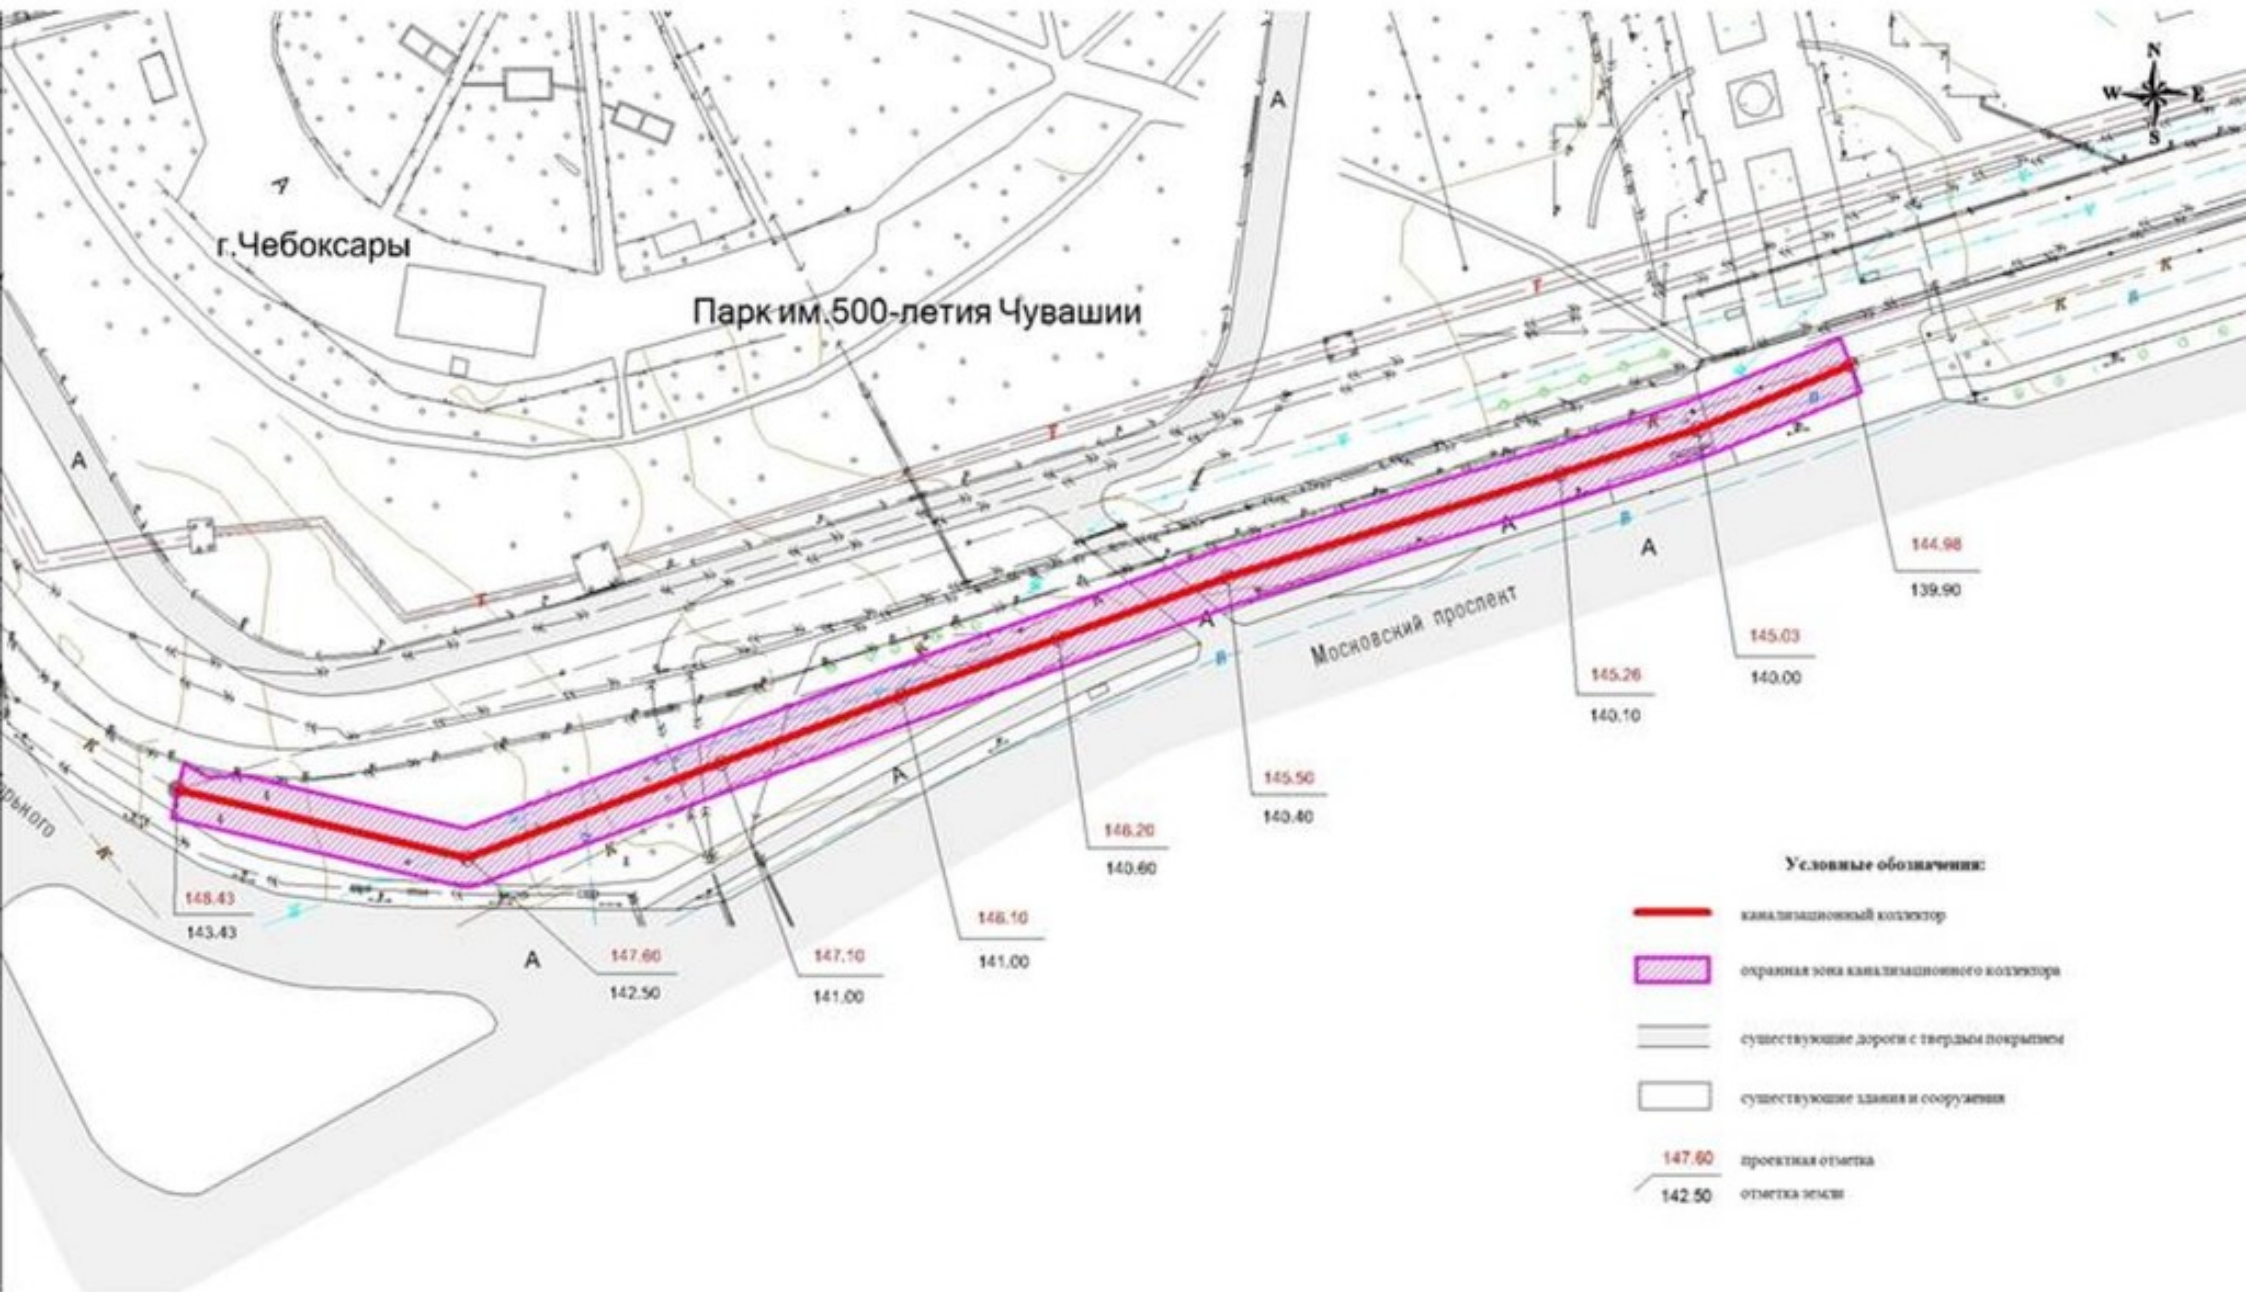 N
W E
S
А
А
г.Чебоксары
Парк им.500-летия Чувашии
Т
К
К
В
Т
А
Т
А
А
В
А
144.98
139.90
Московский проспект
145.03
140.00
145.26
140.10
145.50
140.40
146.20
140.60
146.10
141.00
147.10
141.00
147.60
142.50
148.43
143.43
А
А
В
К
К
рького
Условные обозначения:
канализационный коллектор
охранная зона канализационного коллектора
существующие дороги с твердым покрытием
существующие здания и сооружения
147.60 проектная отметка
142.50 отметка земли